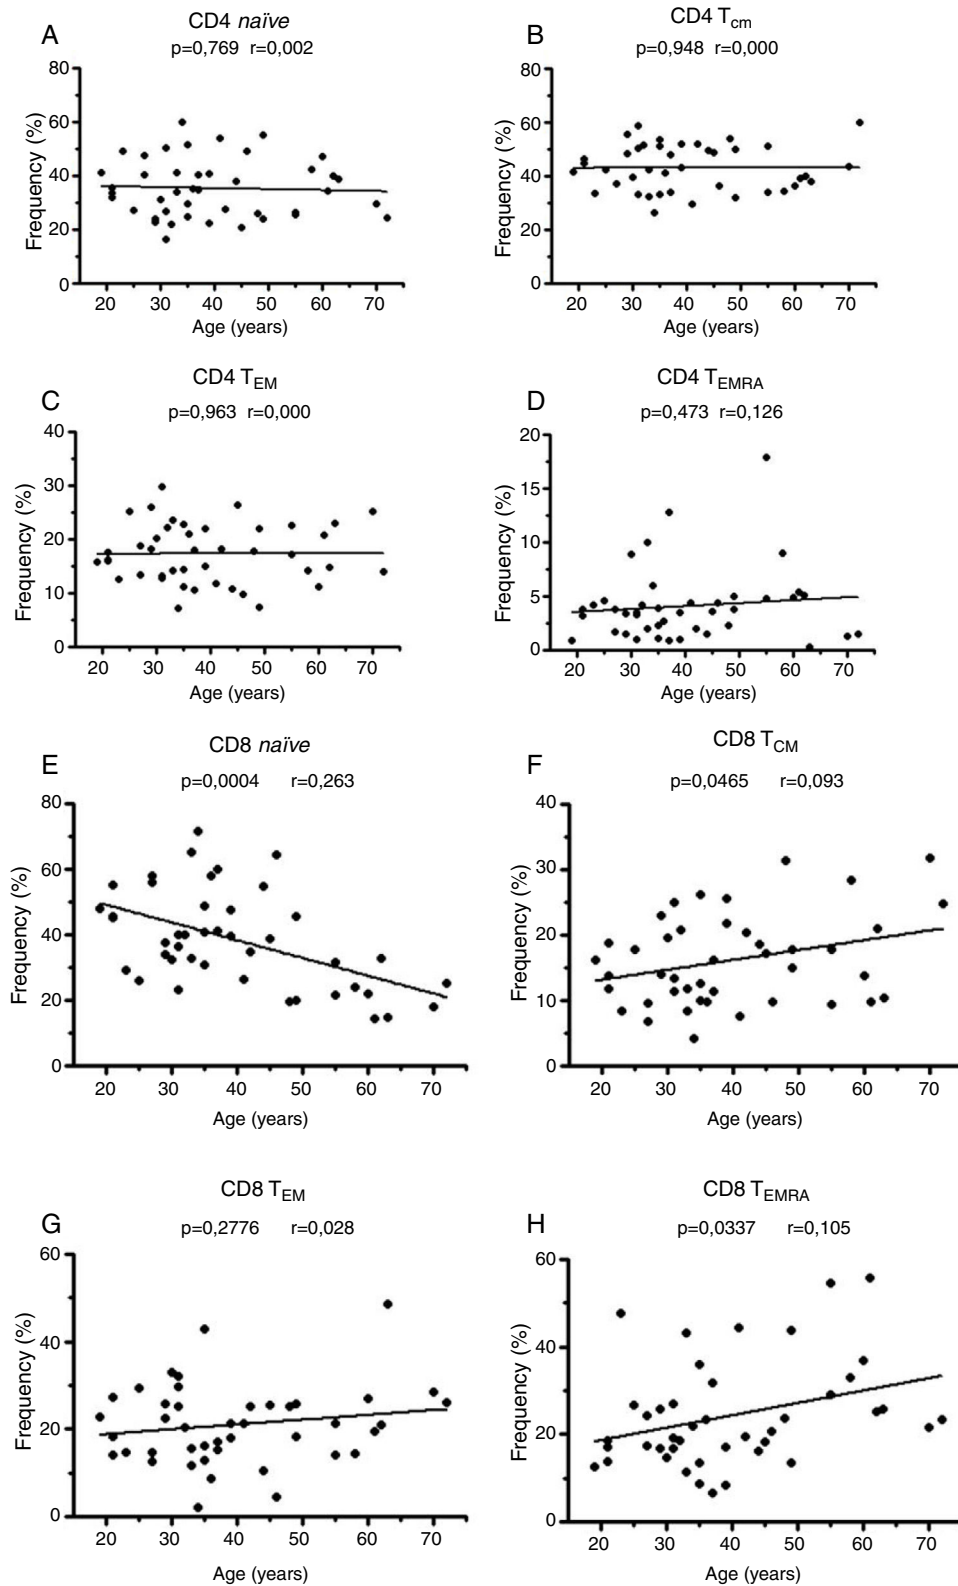 A
CD4 naïve
p=0,769 r=0,002
80
60
40
20
0
Frequency (%)
20 30 40 50 60 70
Age (years)
B
CD4 Tcm
p=0,948 r=0,000
80
60
40
20
0
Frequency (%)
20 30 40 50 60 70
Age (years)
C
CD4 TEM
p=0,963 r=0,000
40
30
20
10
0
Frequency (%)
20 30 40 50 60 70
Age (years)
D
CD4 TEMRA
p=0,473 r=0,126
20
15
10
5
0
Frequency (%)
20 30 40 50 60 70
Age (years)
E
CD8 naïve
p=0,0004 r=0,263
80
60
40
20
0
Frequency (%)
20 30 40 50 60 70
Age (years)
F
CD8 TCM
p=0,0465 r=0,093
40
30
20
10
0
Frequency (%)
20 30 40 50 60 70
Age (years)
G
CD8 TEM
p=0,2776 r=0,028
60
40
20
0
Frequency (%)
20 30 40 50 60 70
Age (years)
H
CD8 TEMRA
p=0,0337 r=0,105
60
40
20
0
Frequency (%)
20 30 40 50 60 70
Age (years)